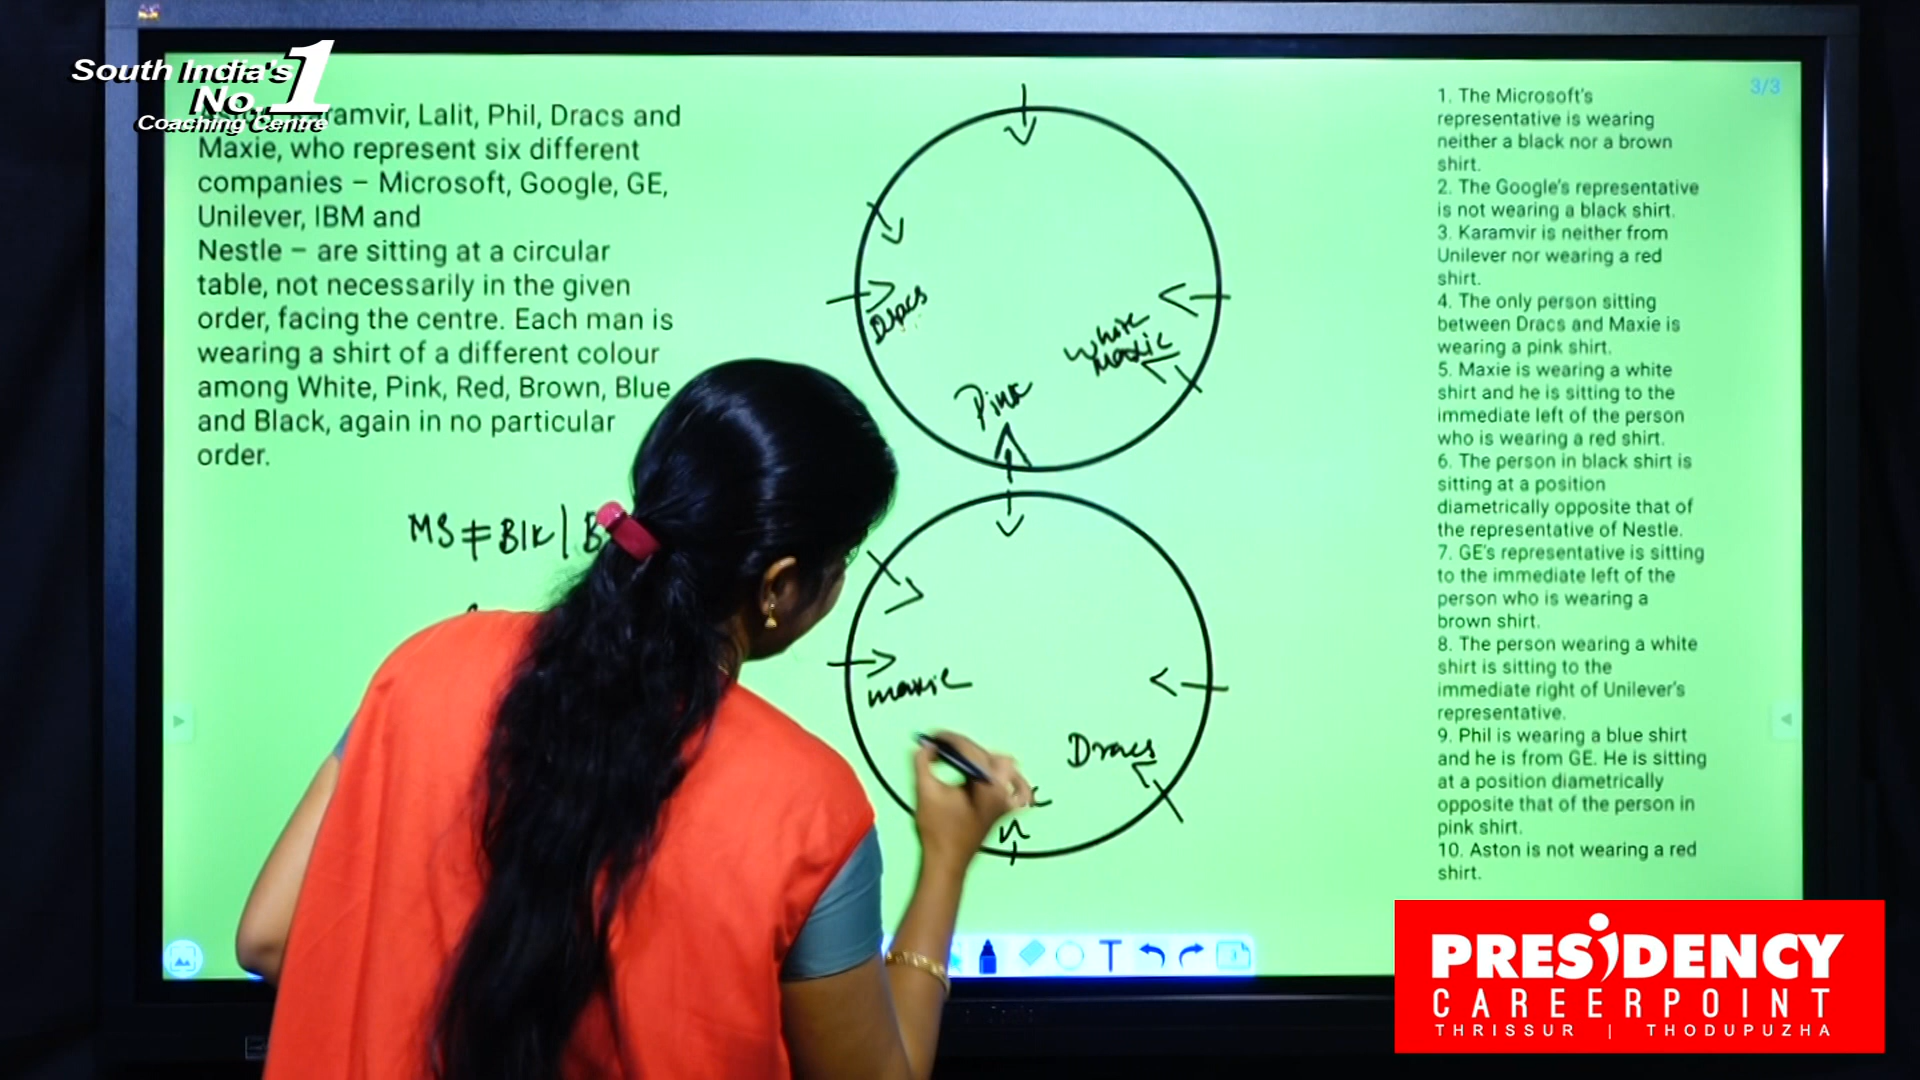 South India's
No. 1
Coaching Centre
ramvir, Lalit, Phil, Dracs and
Maxie, who represent six different
companies – Microsoft, Google, GE,
Unilever, IBM and
Nestle – are sitting at a circular
table, not necessarily in the given
order, facing the centre. Each man is
wearing a shirt of a different colour
among White, Pink, Red, Brown, Blue
and Black, again in no particular
order.
MS ≠ Blk | B
Dracs
White
Maxie
Pink
maxie
Dracs
3/3
1. The Microsoft's
representative is wearing
neither a black nor a brown
shirt.
2. The Google's representative
is not wearing a black shirt.
3. Karamvir is neither from
Unilever nor wearing a red
shirt.
4. The only person sitting
between Dracs and Maxie is
wearing a pink shirt.
5. Maxie is wearing a white
shirt and he is sitting to the
immediate left of the person
who is wearing a red shirt.
6. The person in black shirt is
sitting at a position
diametrically opposite that of
the representative of Nestle.
7. GE's representative is sitting
to the immediate left of the
person who is wearing a
brown shirt.
8. The person wearing a white
shirt is sitting to the
immediate right of Unilever's
representative.
9. Phil is wearing a blue shirt
and he is from GE. He is sitting
at a position diametrically
opposite that of the person in
pink shirt.
10. Aston is not wearing a red
shirt.
T
PRESIDENCY
CAREERPOINT
THRISSUR | THODUPUZHA